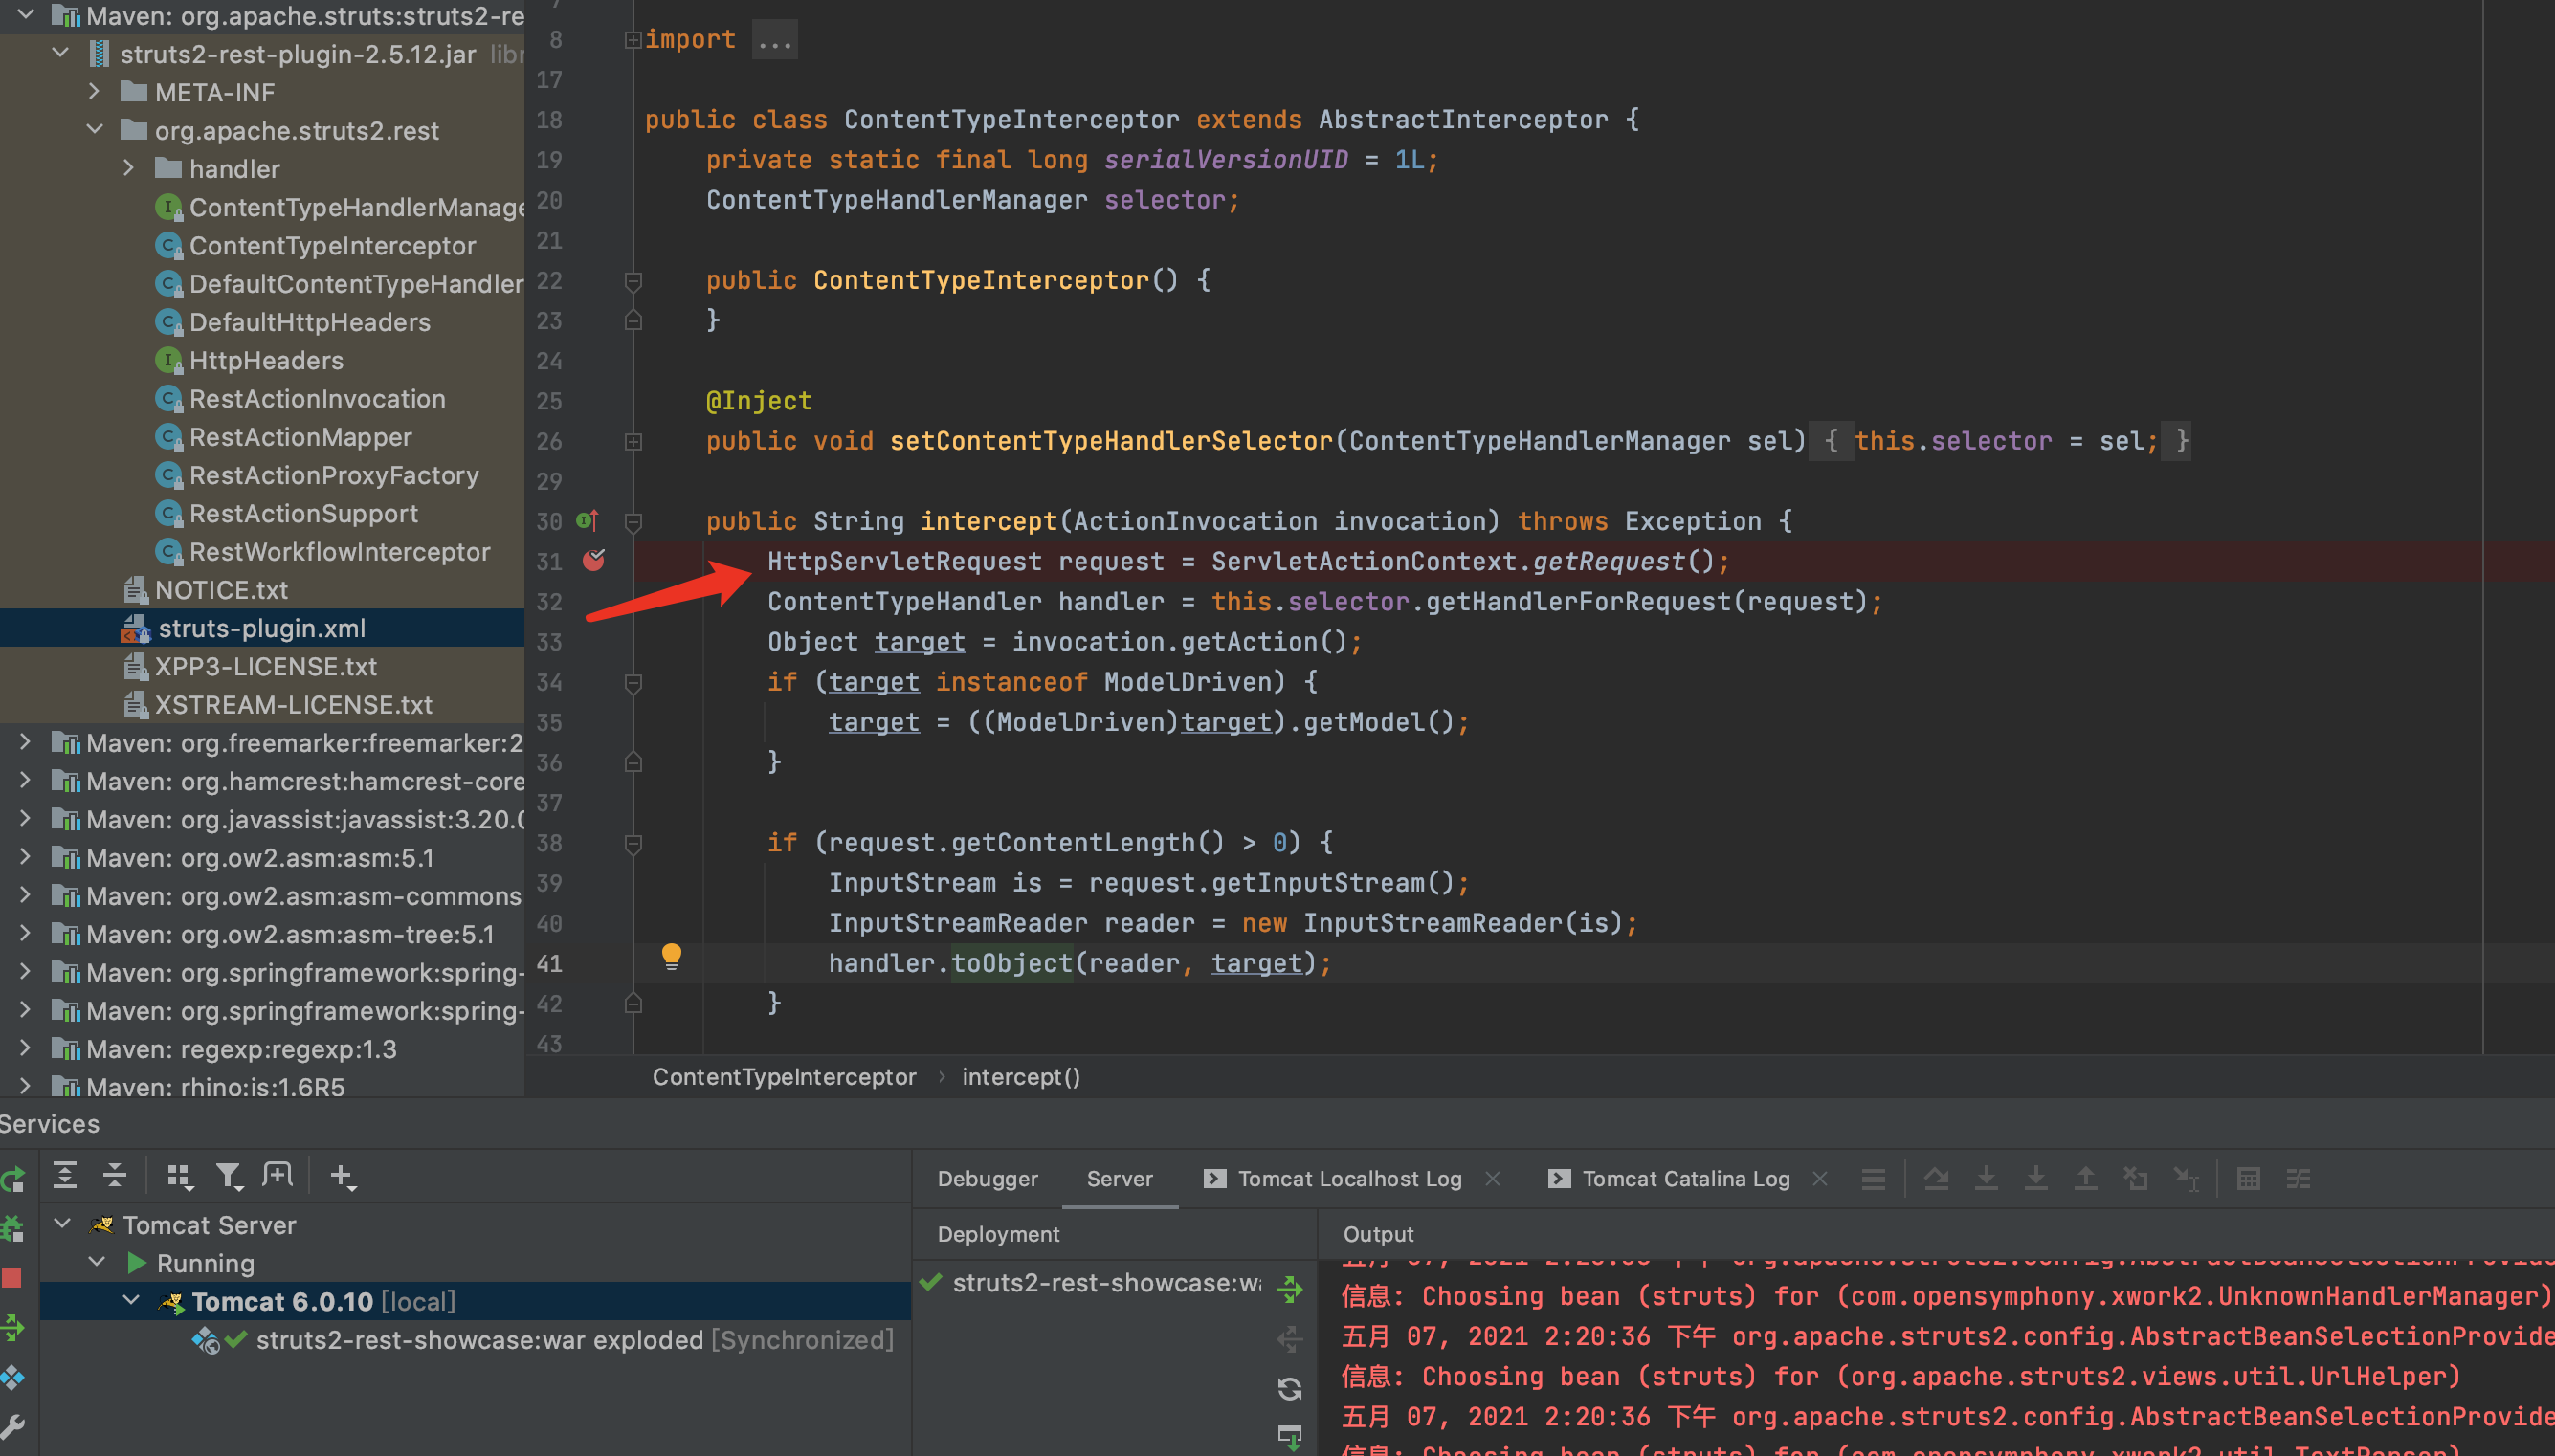 Maven: org.apache.struts:struts2-re
struts2-rest-plugin-2.5.12.jar
META-INF
org.apache.struts2.rest
handler
ContentTypeHandlerManage
ContentTypeInterceptor
DefaultContentTypeHandler
DefaultHttpHeaders
HttpHeaders
RestActionInvocation
RestActionMapper
RestActionProxyFactory
RestActionSupport
RestWorkflowInterceptor
NOTICE.txt
struts-plugin.xml
XPP3-LICENSE.txt
XSTREAM-LICENSE.txt
Maven: org.freemarker:freemarker:2
Maven: org.hamcrest:hamcrest-core
Maven: org.javassist:javassist:3.20.0
Maven: org.ow2.asm:asm:5.1
Maven: org.ow2.asm:asm-commons
Maven: org.ow2.asm:asm-tree:5.1
Maven: org.springframework:spring-
Maven: org.springframework:spring-
Maven: regexp:regexp:1.3
Maven: rhino:js:1.6R5
8 import ...
17
18 public class ContentTypeInterceptor extends AbstractInterceptor {
19 private static final long serialVersionUID = 1L;
20 ContentTypeHandlerManager selector;
21
22 public ContentTypeInterceptor() {
23 }
24
25 @Inject
26 public void setContentTypeHandlerSelector(ContentTypeHandlerManager sel) { this.selector = sel; }
29
30 public String intercept(ActionInvocation invocation) throws Exception {
31 HttpServletRequest request = ServletActionContext.getRequest();
32 ContentTypeHandler handler = this.selector.getHandlerForRequest(request);
33 Object target = invocation.getAction();
34 if (target instanceof ModelDriven) {
35 target = ((ModelDriven)target).getModel();
36 }
37
38 if (request.getContentLength() > 0) {
39 InputStream is = request.getInputStream();
40 InputStreamReader reader = new InputStreamReader(is);
41 handler.toObject(reader, target);
42 }
43
ContentTypeInterceptor › intercept()
Services
Tomcat Server
Running
Tomcat 6.0.10 [local]
struts2-rest-showcase:war exploded [Synchronized]
Debugger Server Tomcat Localhost Log Tomcat Catalina Log
Deployment Output
struts2-rest-showcase:wa
信息: Choosing bean (struts) for (com.opensymphony.xwork2.UnknownHandlerManager)
五月 07, 2021 2:20:36 下午 org.apache.struts2.config.AbstractBeanSelectionProvide
信息: Choosing bean (struts) for (org.apache.struts2.views.util.UrlHelper)
五月 07, 2021 2:20:36 下午 org.apache.struts2.config.AbstractBeanSelectionProvide
信息: Choosing bean (struts) for (com.opensymphony.xwork2.util.TextParser)